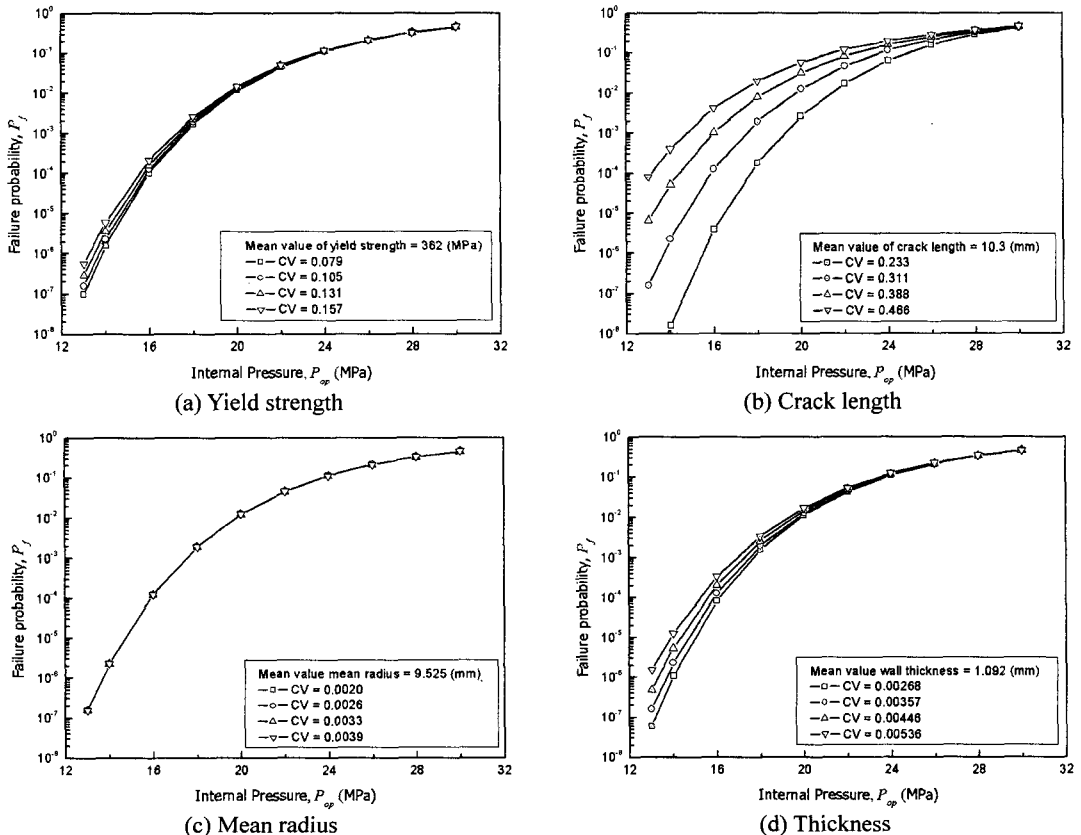 10⁰
10⁻¹
10⁻²
10⁻³
10⁻⁴
10⁻⁵
10⁻⁶
10⁻⁷
10⁻⁸
Failure probability, P_f
Mean value of yield strength = 362 (MPa)
CV = 0.079
CV = 0.105
CV = 0.131
CV = 0.157
12 16 20 24 28 32
Internal Pressure, P_op (MPa)
(a) Yield strength
10⁰
10⁻¹
10⁻²
10⁻³
10⁻⁴
10⁻⁵
10⁻⁶
10⁻⁷
10⁻⁸
Failure probability, P_f
Mean value of crack length = 10.3 (mm)
CV = 0.233
CV = 0.311
CV = 0.388
CV = 0.466
12 16 20 24 28 32
Internal Pressure, P_op (MPa)
(b) Crack length
10⁰
10⁻¹
10⁻²
10⁻³
10⁻⁴
10⁻⁵
10⁻⁶
10⁻⁷
10⁻⁸
Failure probability, P_f
Mean value mean radius = 9.525 (mm)
CV = 0.0020
CV = 0.0026
CV = 0.0033
CV = 0.0039
12 16 20 24 28 32
Internal Pressure, P_op (MPa)
(c) Mean radius
10⁰
10⁻¹
10⁻²
10⁻³
10⁻⁴
10⁻⁵
10⁻⁶
10⁻⁷
10⁻⁸
Failure probability, P_f
Mean value wall thickness = 1.092 (mm)
CV = 0.00268
CV = 0.00357
CV = 0.00446
CV = 0.00536
12 16 20 24 28 32
Internal Pressure, P_op (MPa)
(d) Thickness